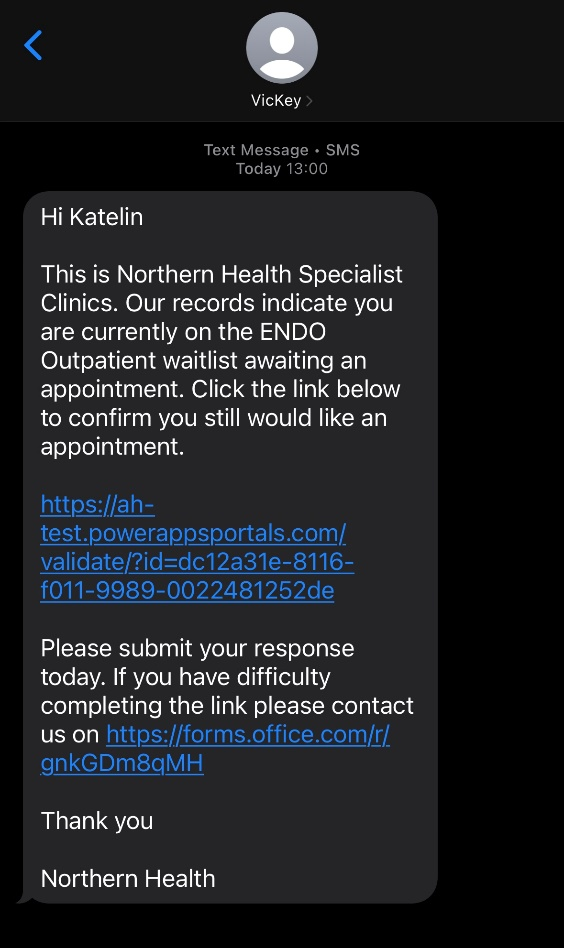 VicKey
Text Message • SMS
Today 13:00
Hi Katelin
This is Northern Health Specialist
Clinics. Our records indicate you
are currently on the ENDO
Outpatient waitlist awaiting an
appointment. Click the link below
to confirm you still would like an
appointment.
https://ah-
test.powerappsportals.com/
validate/?id=dc12a31e-8116-
f011-9989-0022481252de
Please submit your response
today. If you have difficulty
completing the link please contact
us on https://forms.office.com/r/
gnkGDm8qMH
Thank you
Northern Health